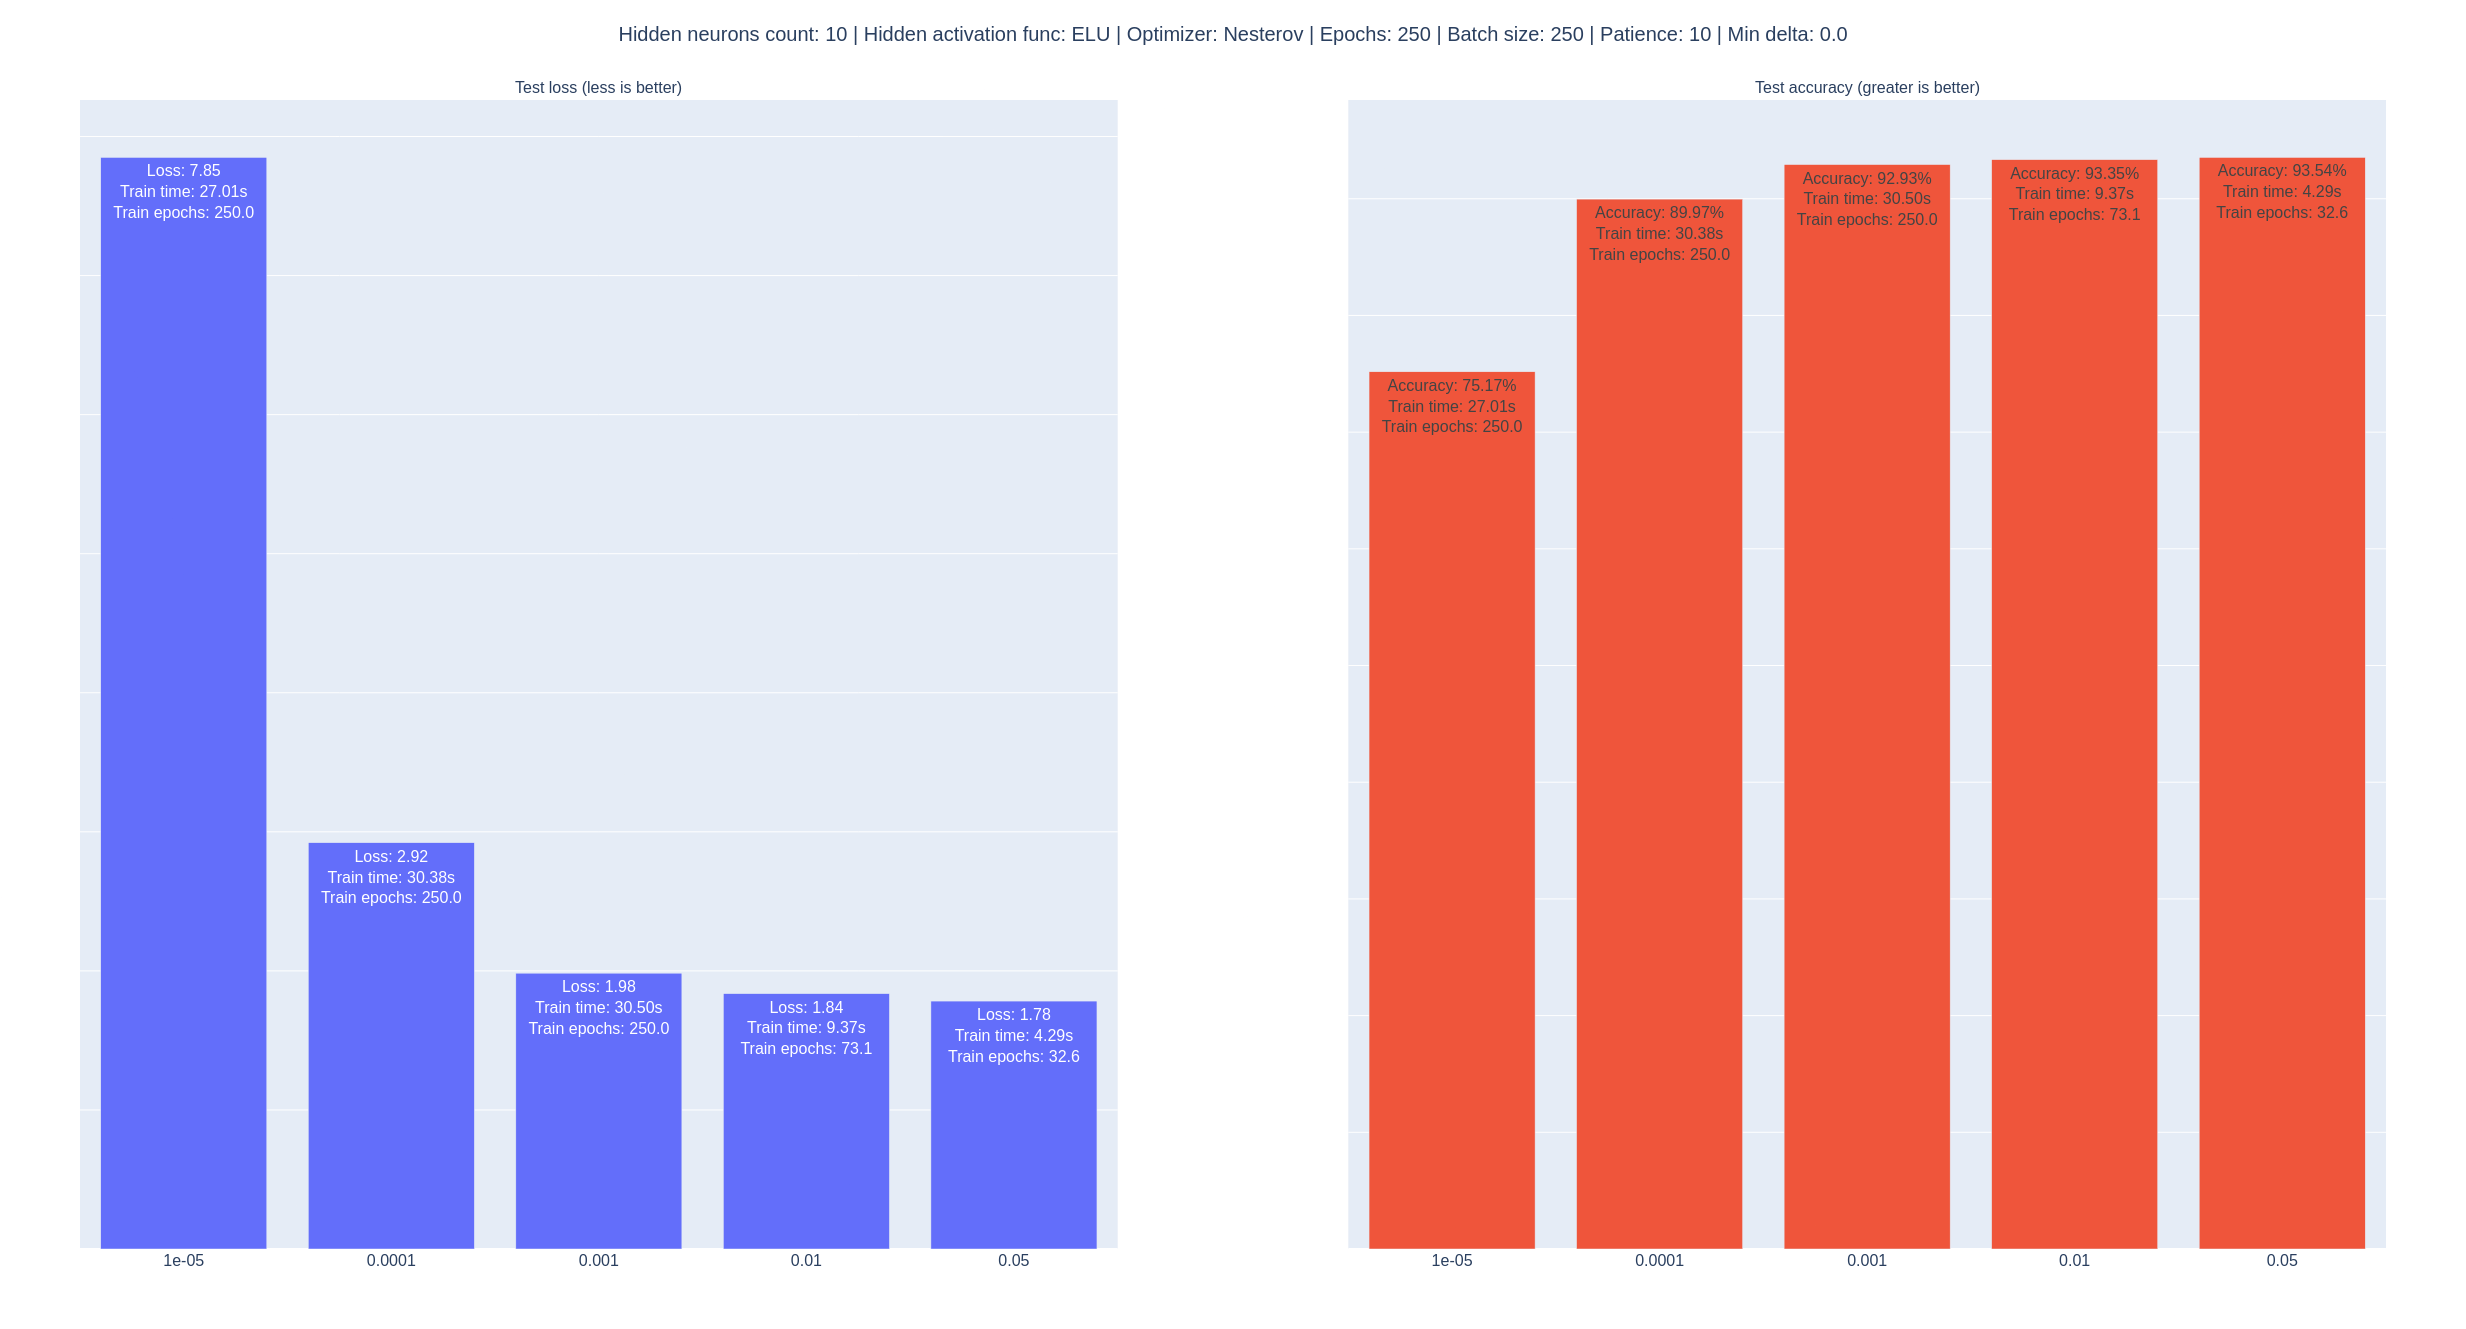 Hidden neurons count: 10 | Hidden activation func: ELU | Optimizer: Nesterov | Epochs: 250 | Batch size: 250 | Patience: 10 | Min delta: 0.0
Test loss (less is better)
Loss: 7.85
Train time: 27.01s
Train epochs: 250.0
Loss: 2.92
Train time: 30.38s
Train epochs: 250.0
Loss: 1.98
Train time: 30.50s
Train epochs: 250.0
Loss: 1.84
Train time: 9.37s
Train epochs: 73.1
Loss: 1.78
Train time: 4.29s
Train epochs: 32.6
1e-05
0.0001
0.001
0.01
0.05
Test accuracy (greater is better)
Accuracy: 75.17%
Train time: 27.01s
Train epochs: 250.0
Accuracy: 89.97%
Train time: 30.38s
Train epochs: 250.0
Accuracy: 92.93%
Train time: 30.50s
Train epochs: 250.0
Accuracy: 93.35%
Train time: 9.37s
Train epochs: 73.1
Accuracy: 93.54%
Train time: 4.29s
Train epochs: 32.6
1e-05
0.0001
0.001
0.01
0.05